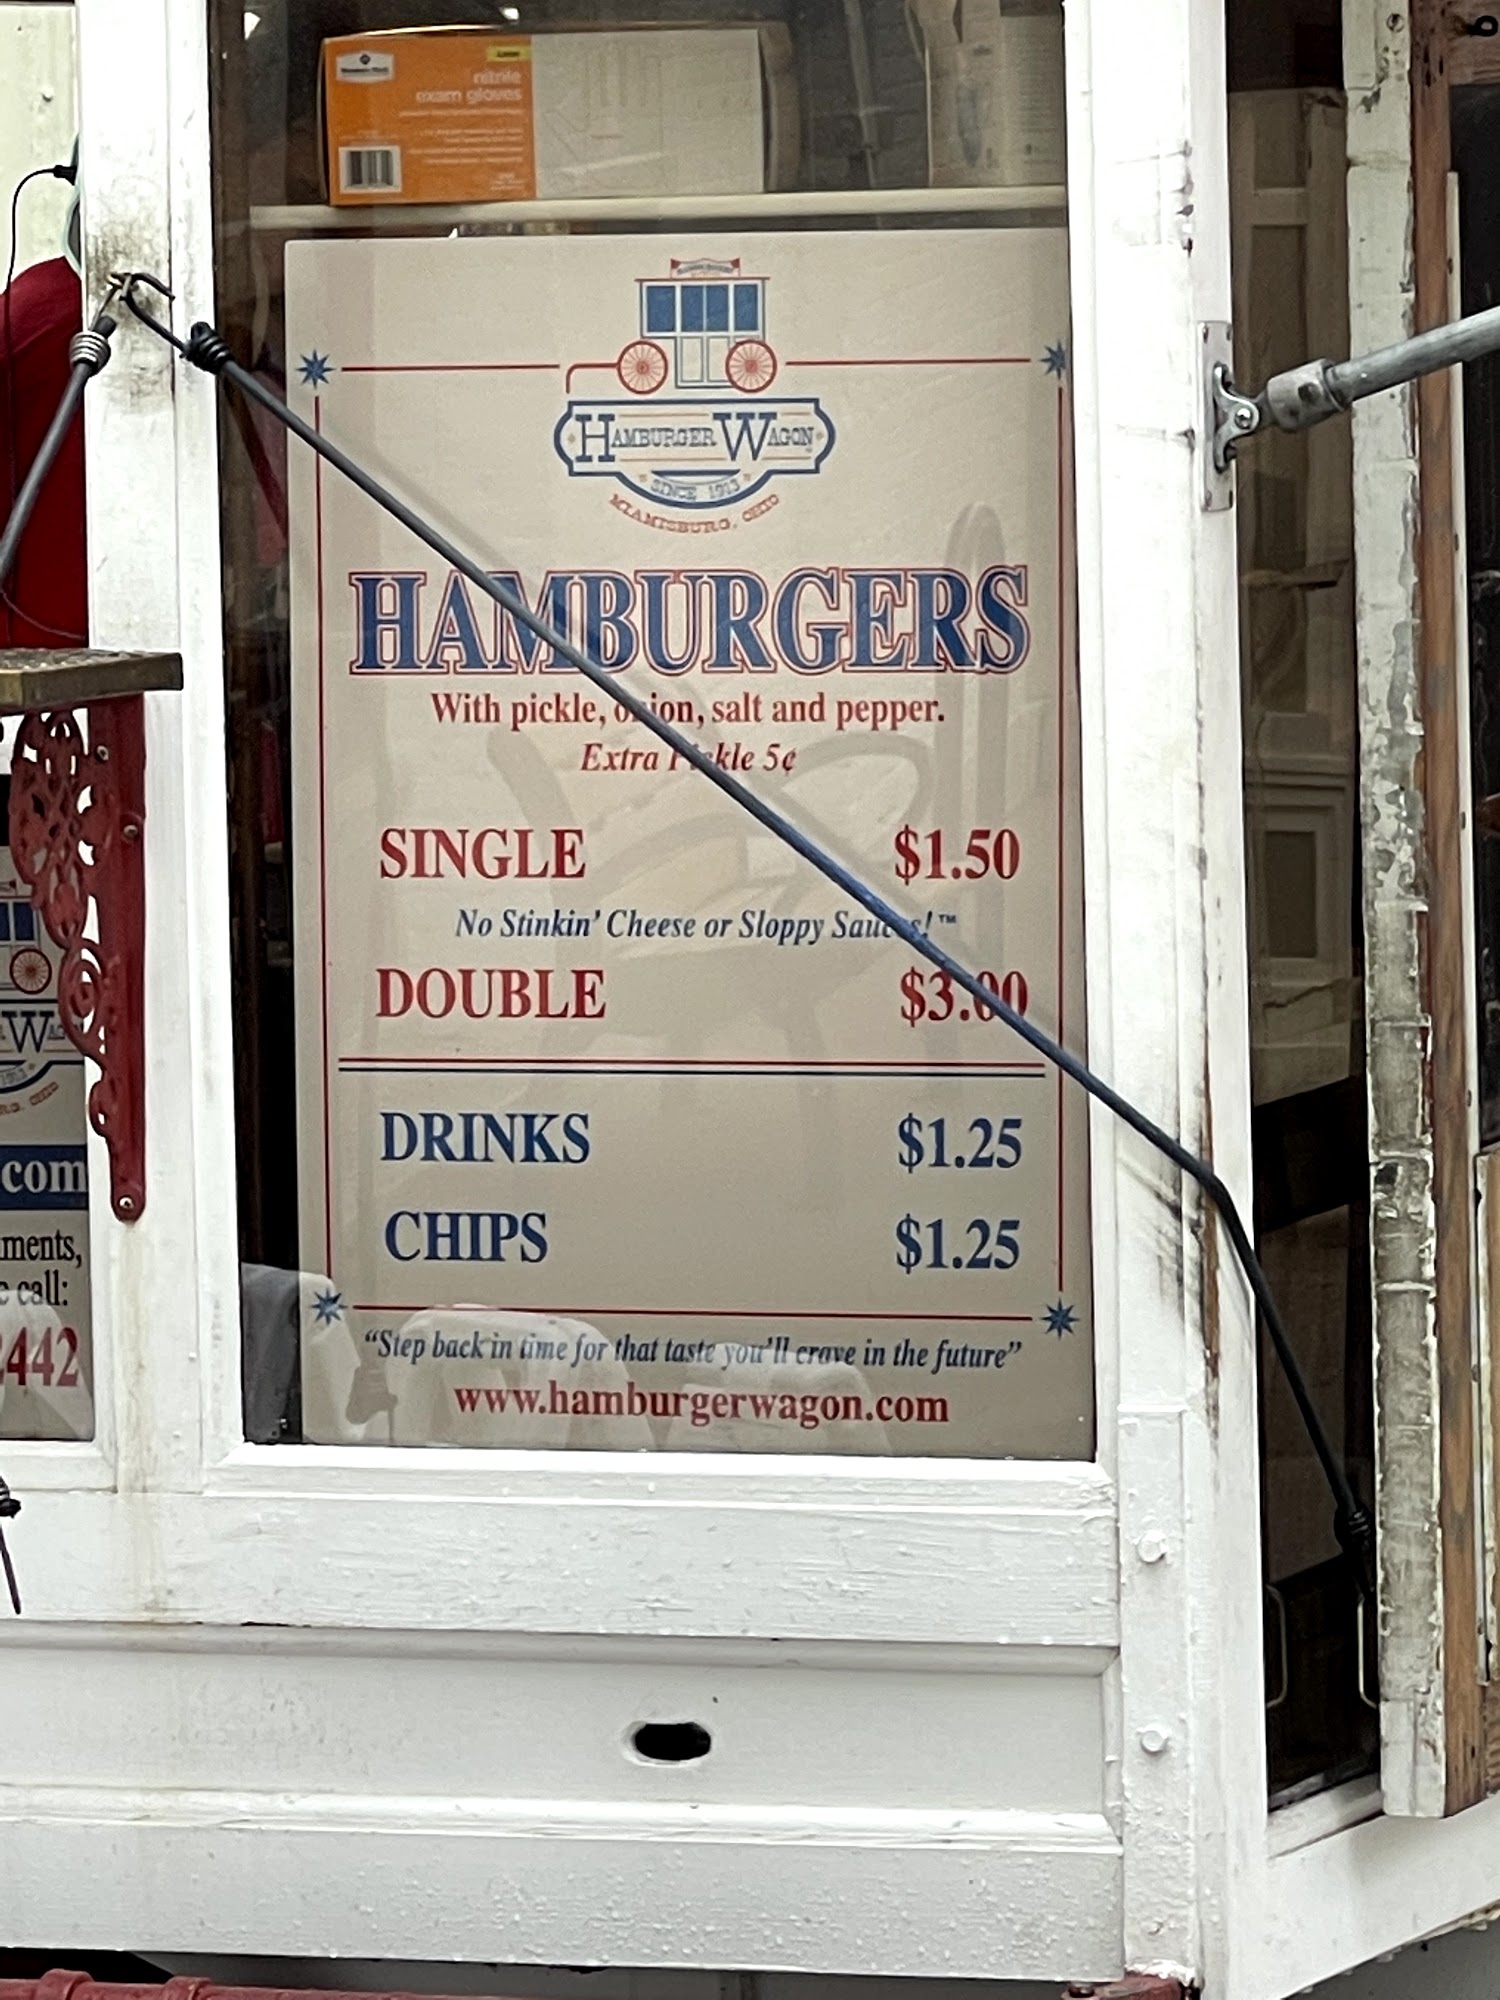 nitrile
exam gloves
HAMBURGER WAGON
SINCE 1913
MIAMISBURG, OHIO
HAMBURGERS
With pickle, onion, salt and pepper.
Extra Pickle 5¢
SINGLE $1.50
No Stinkin' Cheese or Sloppy Sauces!™
DOUBLE $3.00
DRINKS $1.25
CHIPS $1.25
"Step back in time for that taste you'll crave in the future"
www.hamburgerwagon.com
com
ments,
call:
2442